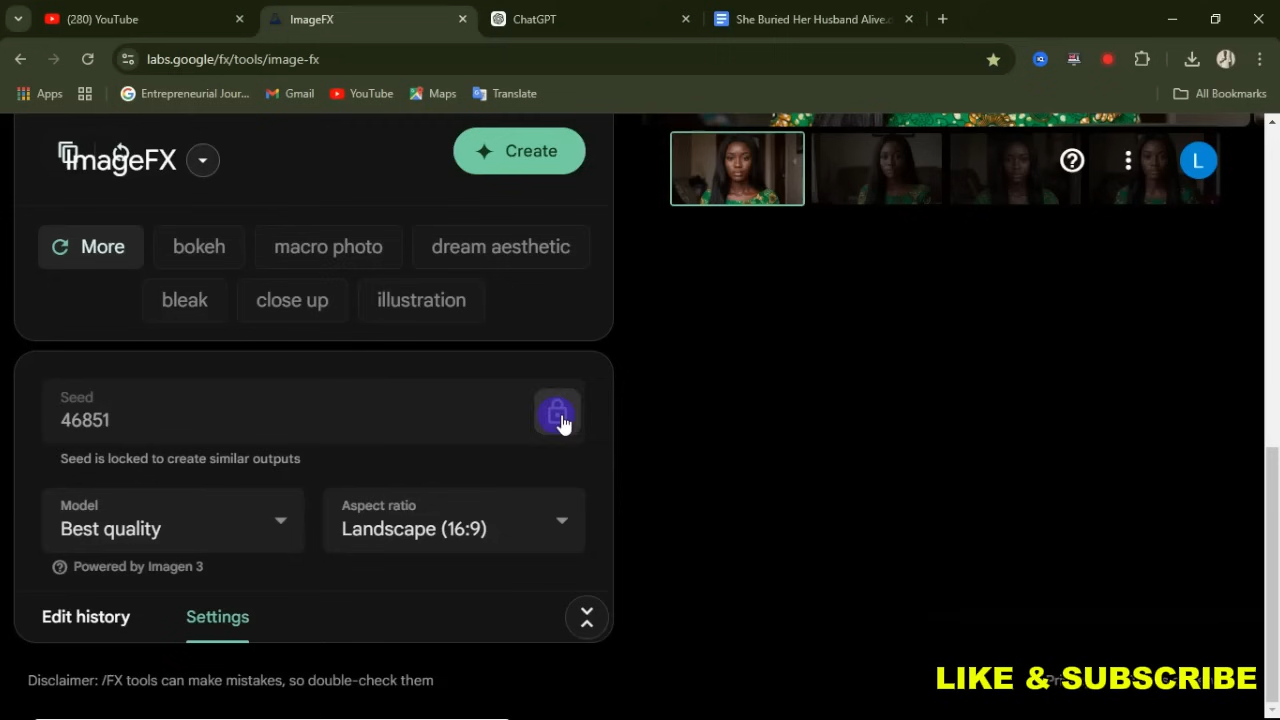 (280) YouTube
ImageFX
ChatGPT
She Buried Her Husband Alive.
labs.google/fx/tools/image-fx
Apps
Entrepreneurial Jour...
Gmail
YouTube
Maps
Translate
All Bookmarks
ImageFX
Create
L
More
bokeh
macro photo
dream aesthetic
bleak
close up
illustration
Seed
46851
Seed is locked to create similar outputs
Model
Best quality
Aspect ratio
Landscape (16:9)
Powered by Imagen 3
Edit history
Settings
Disclaimer: /FX tools can make mistakes, so double-check them
LIKE & SUBSCRIBE